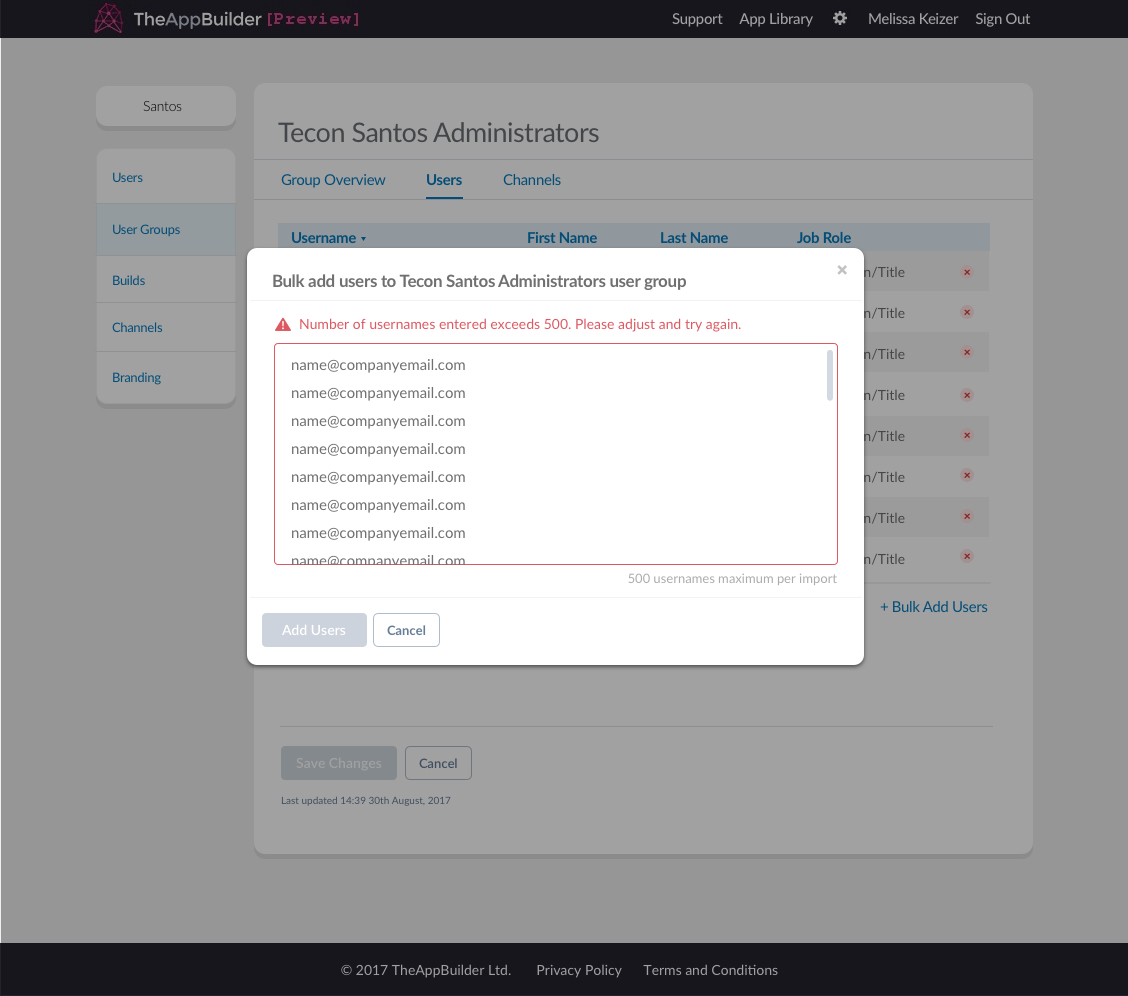 TheAppBuilder [Preview]
Support App Library Melissa Keizer Sign Out
Santos
Users
User Groups
Builds
Channels
Branding
Tecon Santos Administrators
Group Overview Users Channels
Username First Name Last Name Job Role
Bulk add users to Tecon Santos Administrators user group
Number of usernames entered exceeds 500. Please adjust and try again.
name@companyemail.com
name@companyemail.com
name@companyemail.com
name@companyemail.com
name@companyemail.com
name@companyemail.com
name@companyemail.com
name@companyemail.com
500 usernames maximum per import
Add Users Cancel
n/Title
n/Title
n/Title
n/Title
n/Title
n/Title
n/Title
n/Title
+ Bulk Add Users
Save Changes Cancel
Last updated 14:39 30th August, 2017
© 2017 TheAppBuilder Ltd. Privacy Policy Terms and Conditions